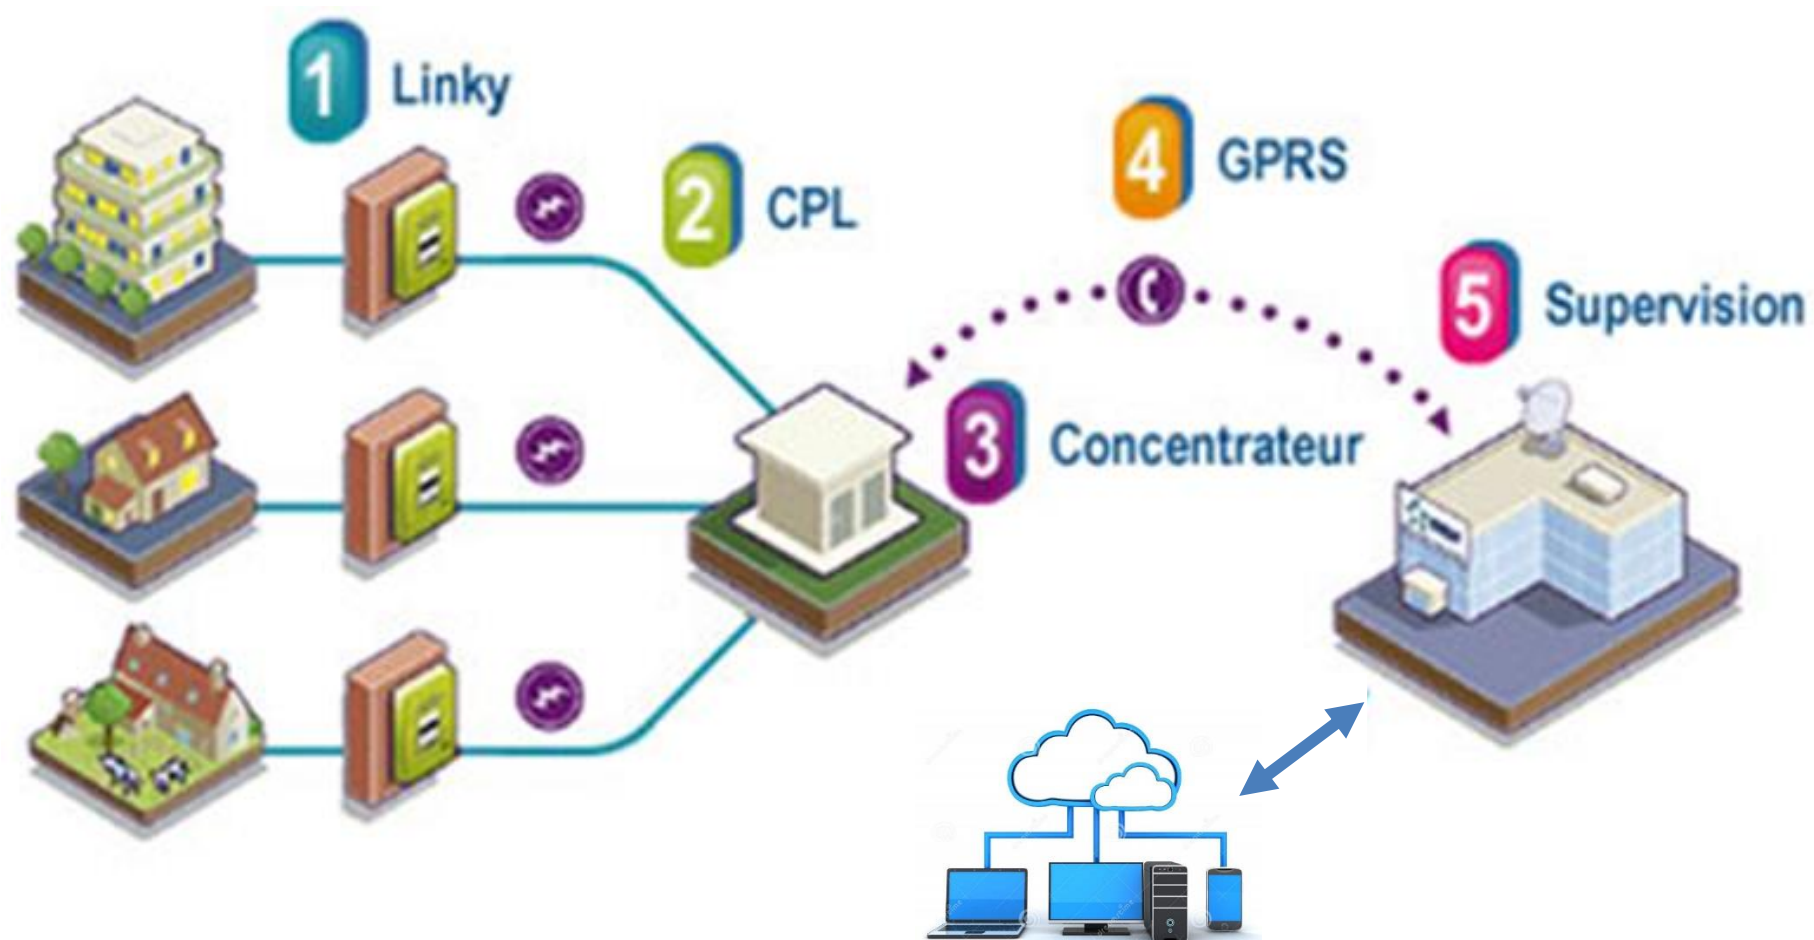 1 Linky
2 CPL
3 Concentrateur
4 GPRS
5 Supervision